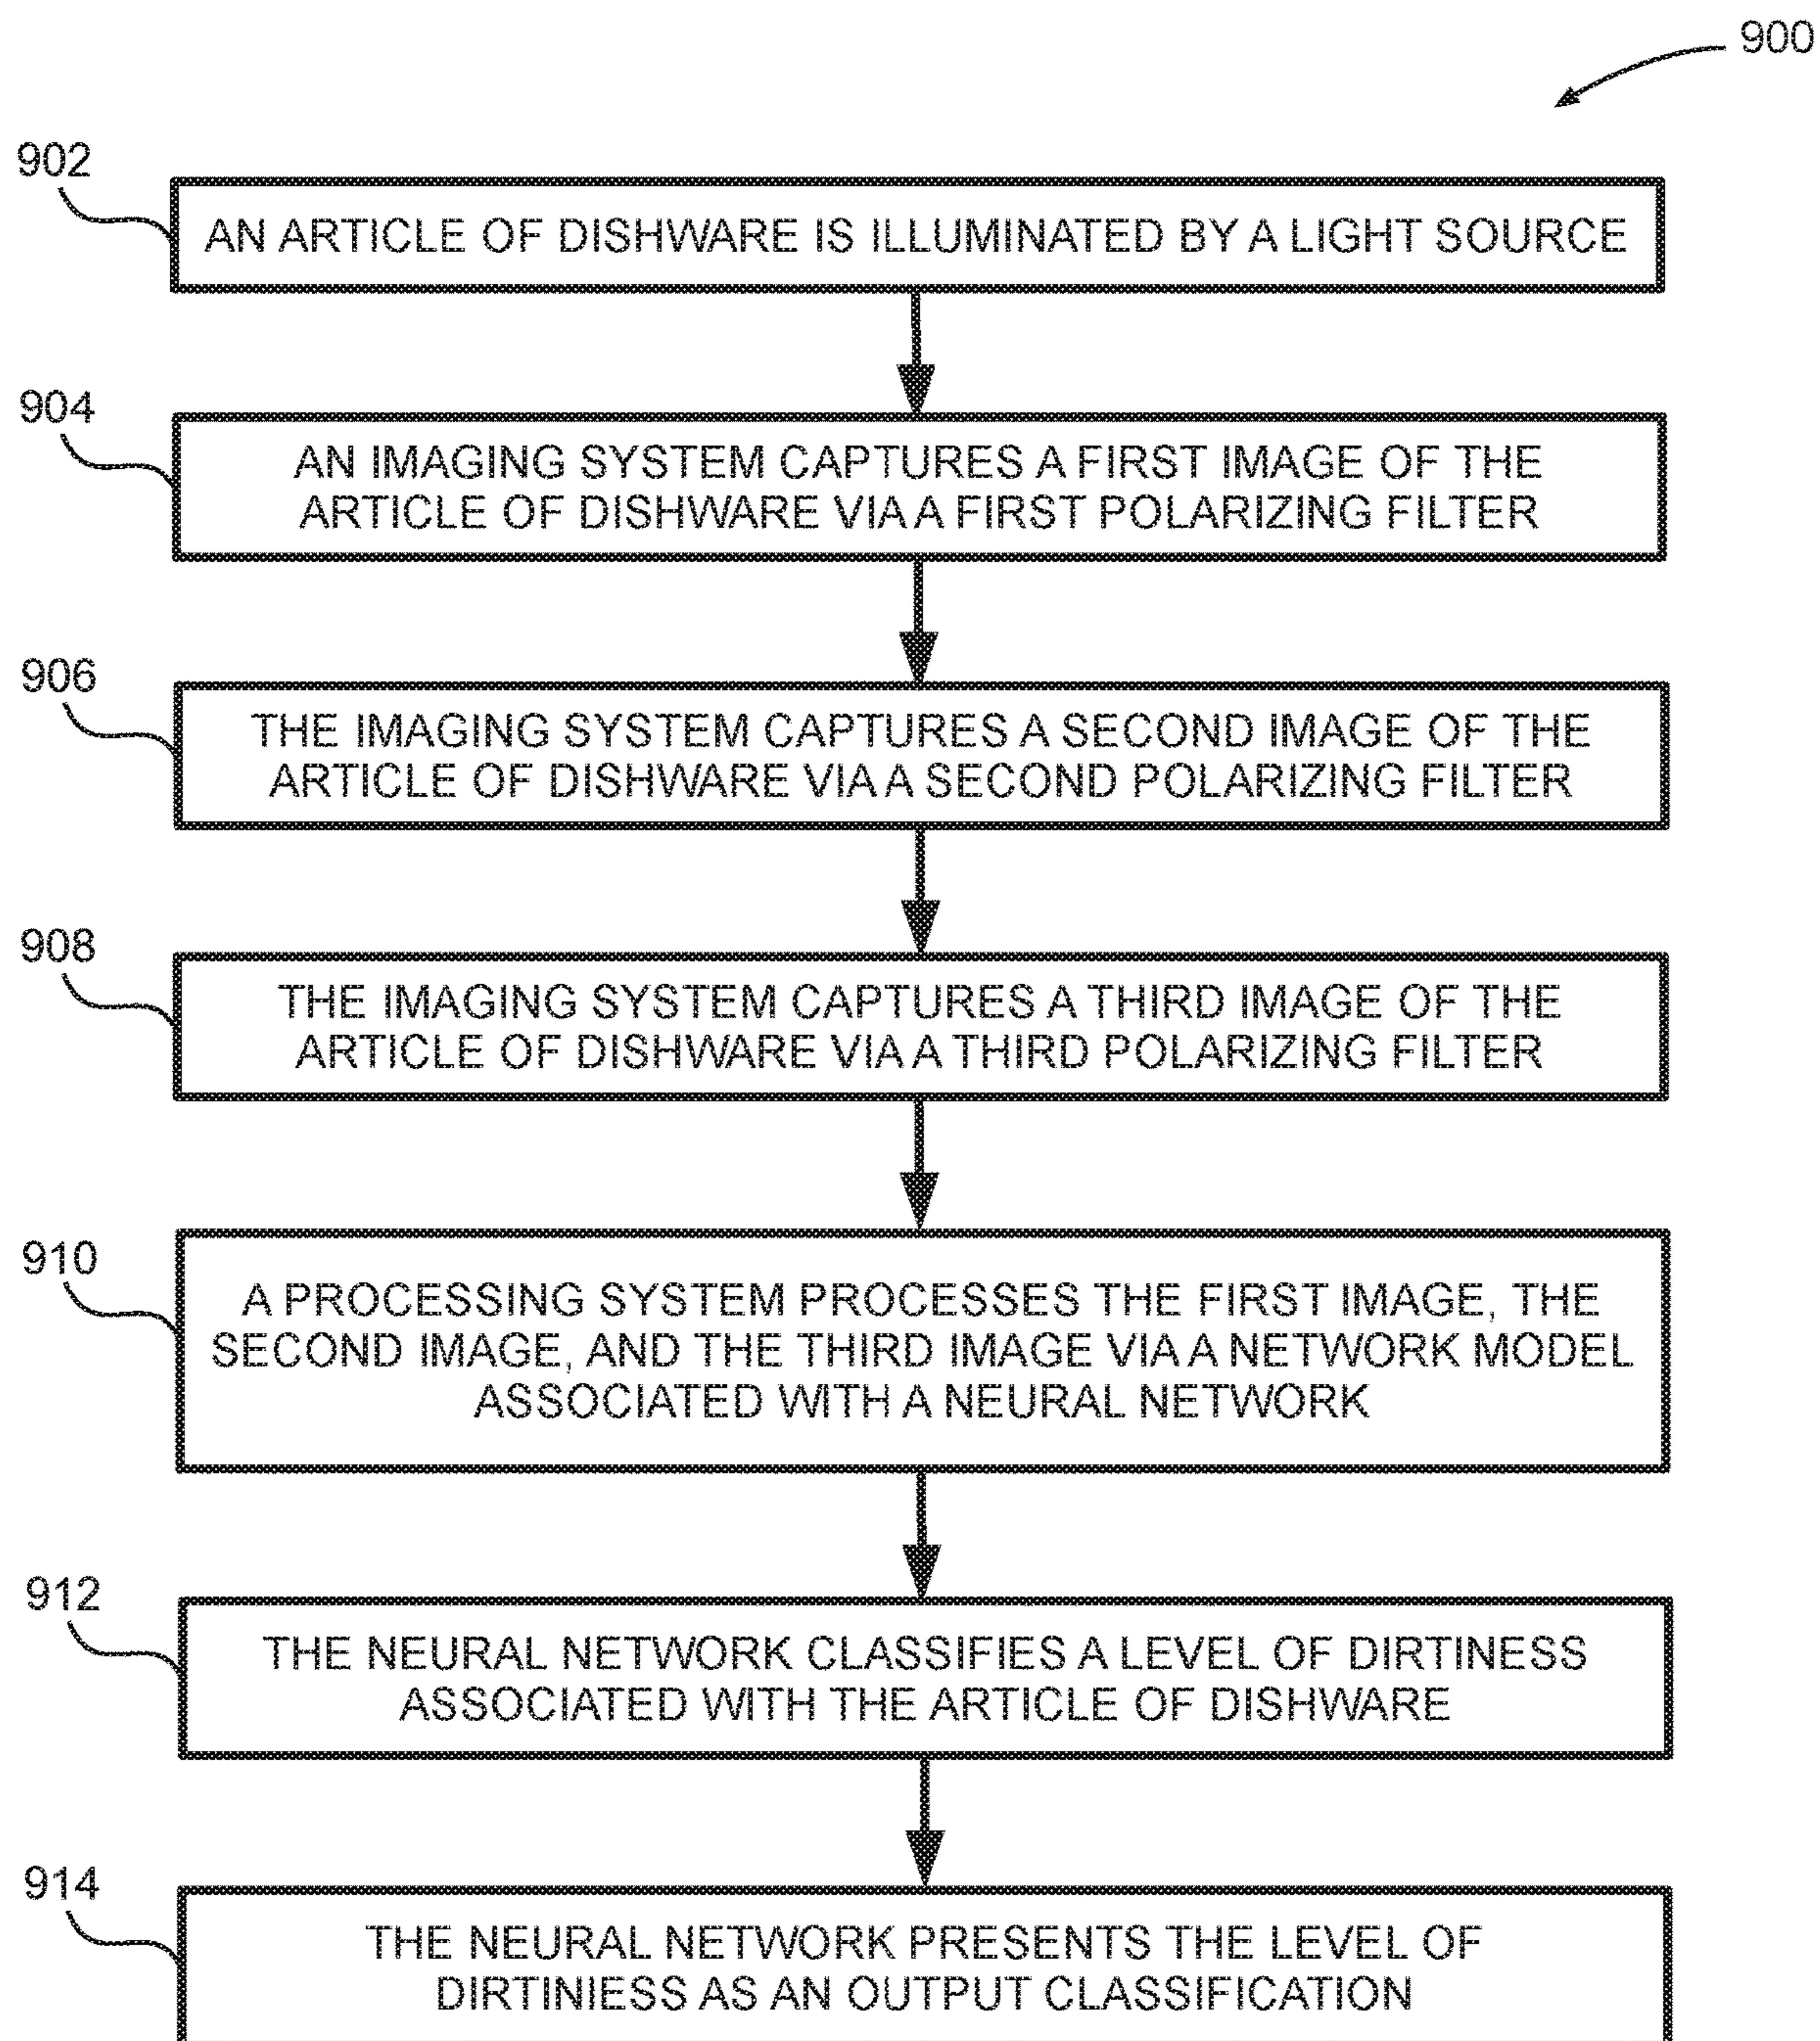 900
902
AN ARTICLE OF DISHWARE IS ILLUMINATED BY A LIGHT SOURCE
904
AN IMAGING SYSTEM CAPTURES A FIRST IMAGE OF THE
ARTICLE OF DISHWARE VIA A FIRST POLARIZING FILTER
906
THE IMAGING SYSTEM CAPTURES A SECOND IMAGE OF THE
ARTICLE OF DISHWARE VIA A SECOND POLARIZING FILTER
908
THE IMAGING SYSTEM CAPTURES A THIRD IMAGE OF THE
ARTICLE OF DISHWARE VIA A THIRD POLARIZING FILTER
910
A PROCESSING SYSTEM PROCESSES THE FIRST IMAGE, THE
SECOND IMAGE, AND THE THIRD IMAGE VIA A NETWORK MODEL
ASSOCIATED WITH A NEURAL NETWORK
912
THE NEURAL NETWORK CLASSIFIES A LEVEL OF DIRTINESS
ASSOCIATED WITH THE ARTICLE OF DISHWARE
914
THE NEURAL NETWORK PRESENTS THE LEVEL OF
DIRTINIESS AS AN OUTPUT CLASSIFICATION